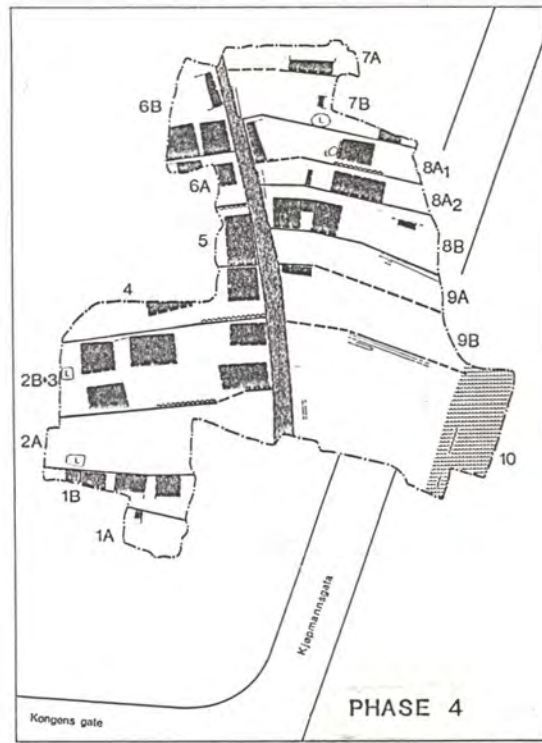 7A
6B
7B
8A1
6A
8A2
5
8B
4
9A
9B
2B+3
L
2A
L
10
1B
1A
Kjøpmannsgata
PHASE 4
Kongens gate